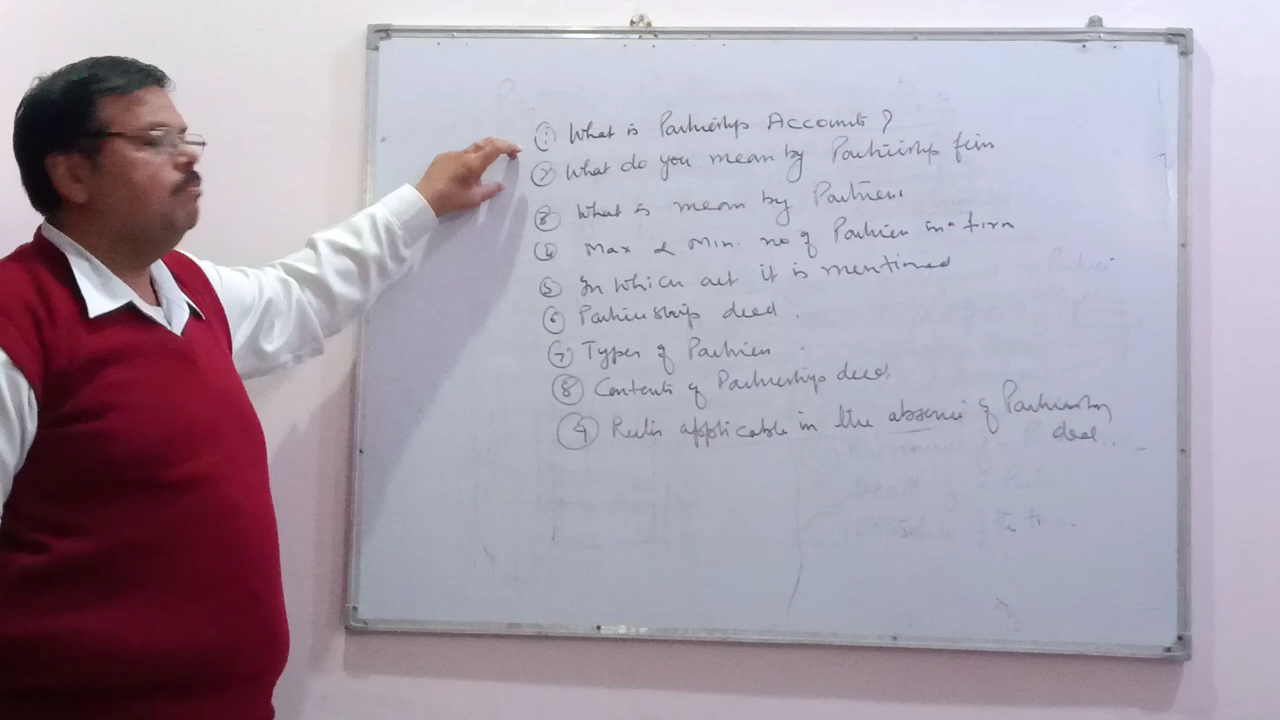 ① What is Partnership Accounts?
② What do you mean by Partnership firm
③ What is mean by Partners.
④ Max & Min. no of Partner in a firm
⑤ In which act it is mentioned
⑥ Partnership deed.
⑦ Types of Partners
⑧ Contents of Partnership deed.
⑨ Rules applicable in the absence of Partnership
deed..